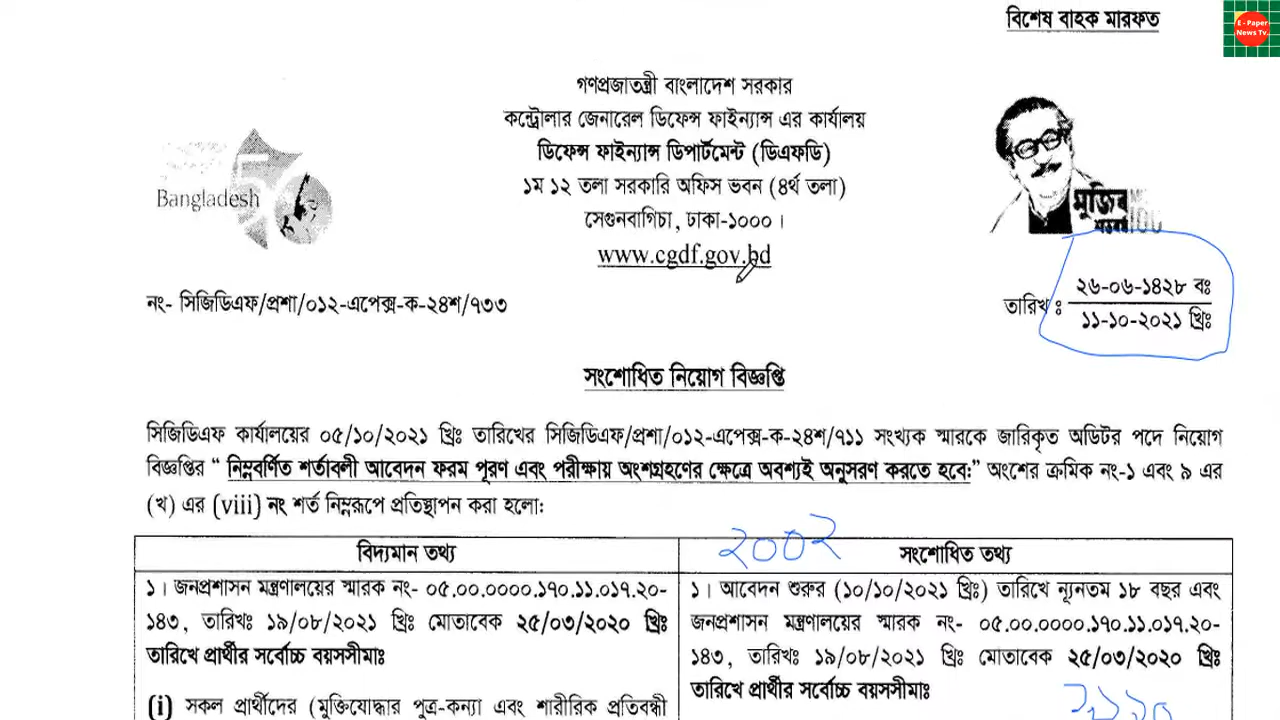 E - Paper
News Tv.
বিশেষ বাহক মারফত
গণপ্রজাতন্ত্রী বাংলাদেশ সরকার
কন্ট্রোলার জেনারেল ডিফেন্স ফাইন্যান্স এর কার্যালয়
ডিফেন্স ফাইন্যান্স ডিপার্টমেন্ট (ডিএফডি)
১ম ১২ তলা সরকারি অফিস ভবন (৪র্থ তলা)
সেগুনবাগিচা, ঢাকা-১০০০ ।
www.cgdf.gov.bd
Bangladesh
50
মুজিব
শতবর্ষ 100
নং- সিজিডিএফ/প্রশা/০১২-এপেক্স-ক-২৪শ/৭৩৩
তারিখ ঃ ২৬-০৬-১৪২৮ বঃ
১১-১০-২০২১ খ্রিঃ
সংশোধিত নিয়োগ বিজ্ঞপ্তি
সিজিডিএফ কার্যালয়ের ০৫/১০/২০২১ খ্রিঃ তারিখের সিজিডিএফ/প্রশা/০১২-এপেক্স-ক-২৪শ/৭১১ সংখ্যক স্মারকে জারিকৃত অডিটর পদে নিয়োগ
বিজ্ঞপ্তির “ নিম্নবর্ণিত শর্তাবলী আবেদন ফরম পূরণ এবং পরীক্ষায় অংশগ্রহণের ক্ষেত্রে অবশ্যই অনুসরণ করতে হবে:” অংশের ক্রমিক নং-১ এবং ৯ এর
(খ) এর (viii) নং শর্ত নিম্নরূপে প্রতিস্থাপন করা হলো:
২০০২
বিদ্যমান তথ্য
সংশোধিত তথ্য
১। জনপ্রশাসন মন্ত্রণালয়ের স্মারক নং- ০৫.০০.০০০০.১৭০.১১.০১৭.২০-
১৪৩, তারিখঃ ১৯/০৮/২০২১ খ্রিঃ মোতাবেক ২৫/০৩/২০২০ খ্রিঃ
তারিখে প্রার্থীর সর্বোচ্চ বয়সসীমাঃ
(i) সকল প্রার্থীদের (মুক্তিযোদ্ধার পুত্র-কন্যা এবং শারীরিক প্রতিবন্ধী
১। আবেদন শুরুর (১০/১০/২০২১ খ্রিঃ) তারিখে ন্যূনতম ১৮ বছর এবং
জনপ্রশাসন মন্ত্রণালয়ের স্মারক নং- ০৫.০০.০০০০.১৭০.১১.০১৭.২০-
১৪৩, তারিখঃ ১৯/০৮/২০২১ খ্রিঃ মোতাবেক ২৫/০৩/২০২০ খ্রিঃ
তারিখে প্রার্থীর সর্বোচ্চ বয়সসীমাঃ